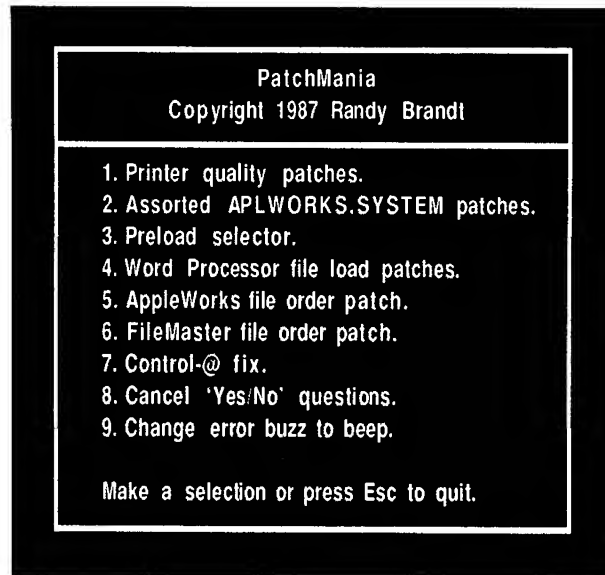 PatchMania
Copyright 1987 Randy Brandt
1. Printer quality patches.
2. Assorted APLWORKS.SYSTEM patches.
3. Preload selector.
4. Word Processor file load patches.
5. AppleWorks file order patch.
6. FileMaster file order patch.
7. Control-@ fix.
8. Cancel ‘Yes/No’ questions.
9. Change error buzz to beep.
Make a selection or press Esc to quit.